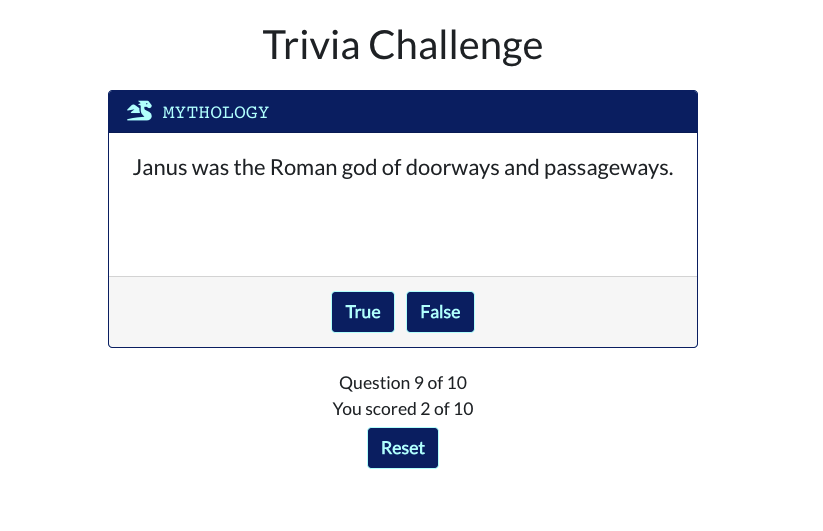 Trivia Challenge
MYTHOLOGY
Janus was the Roman god of doorways and passageways.
True False
Question 9 of 10
You scored 2 of 10
Reset